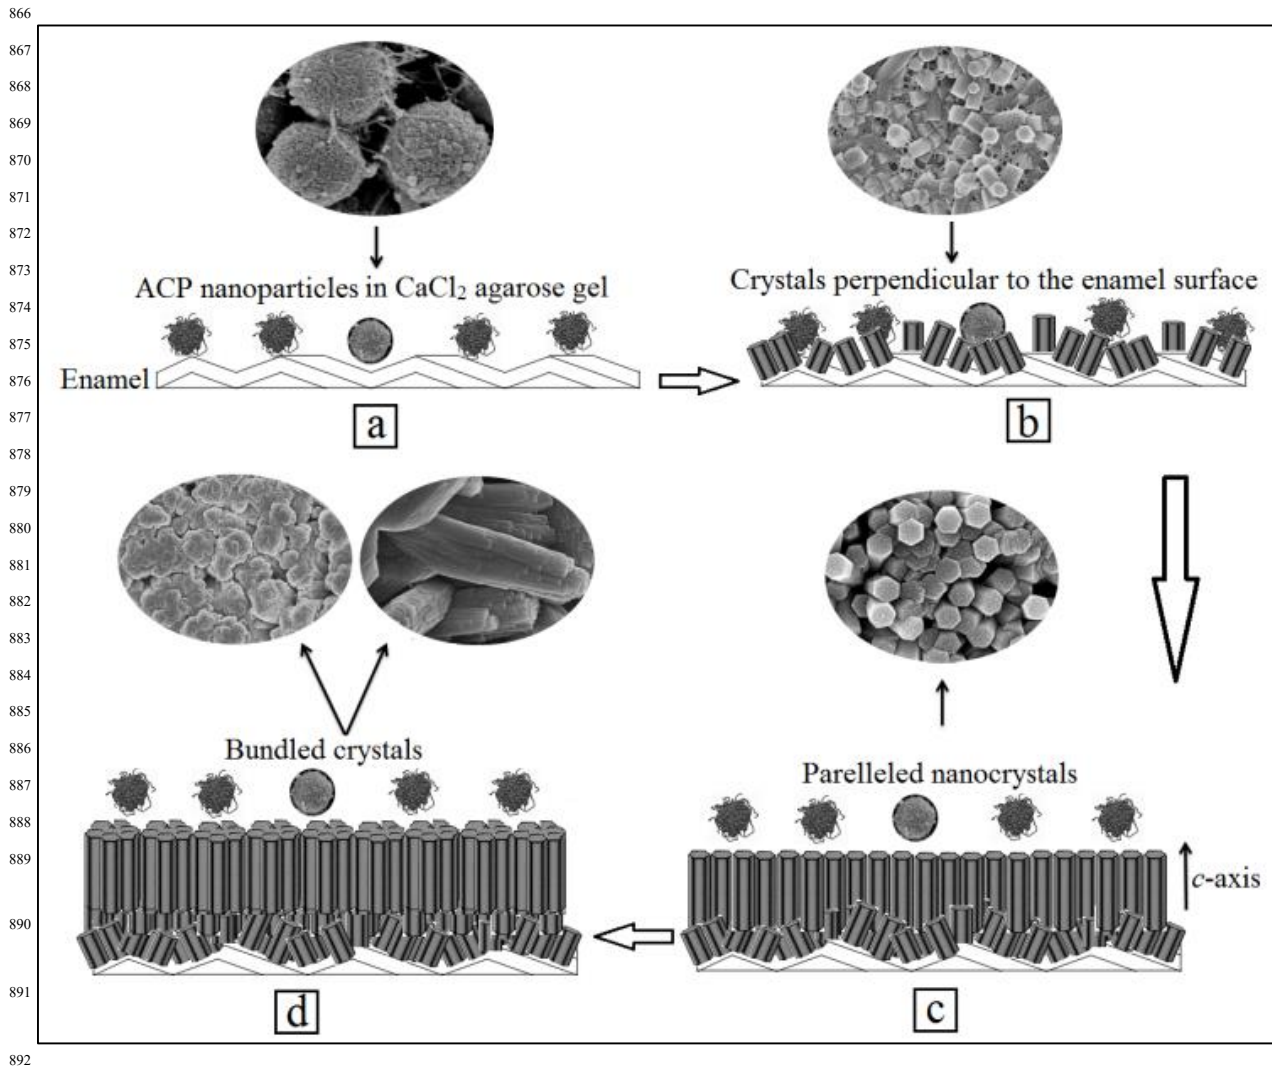 866
867
868
869
870
871
872
873
874
875
876
877
878
879
880
881
882
883
884
885
886
887
888
889
890
891
892
ACP nanoparticles in CaCl₂ agarose gel
Enamel
a
Crystals perpendicular to the enamel surface
b
Parelleled nanocrystals
c-axis
c
Bundled crystals
d